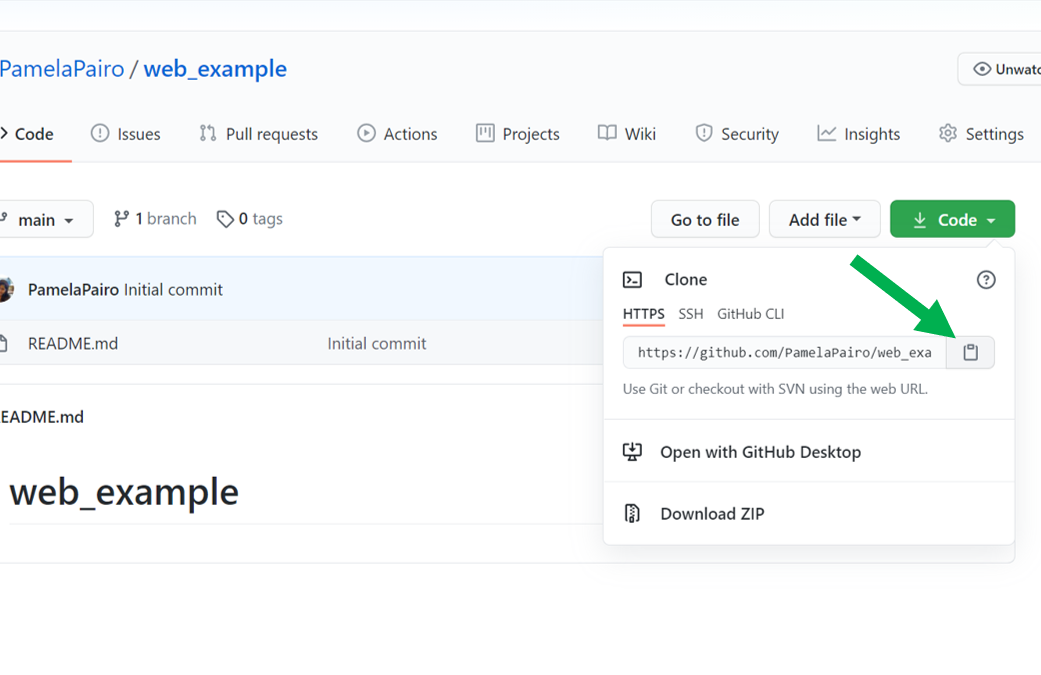 PamelaPairo / web_example
Unwatc
Code Issues Pull requests Actions Projects Wiki Security Insights Settings
main 1 branch 0 tags Go to file Add file Code
PamelaPairo Initial commit
README.md Initial commit
Clone
HTTPS SSH GitHub CLI
https://github.com/PamelaPairo/web_exa
Use Git or checkout with SVN using the web URL.
Open with GitHub Desktop
Download ZIP
EADME.md
web_example